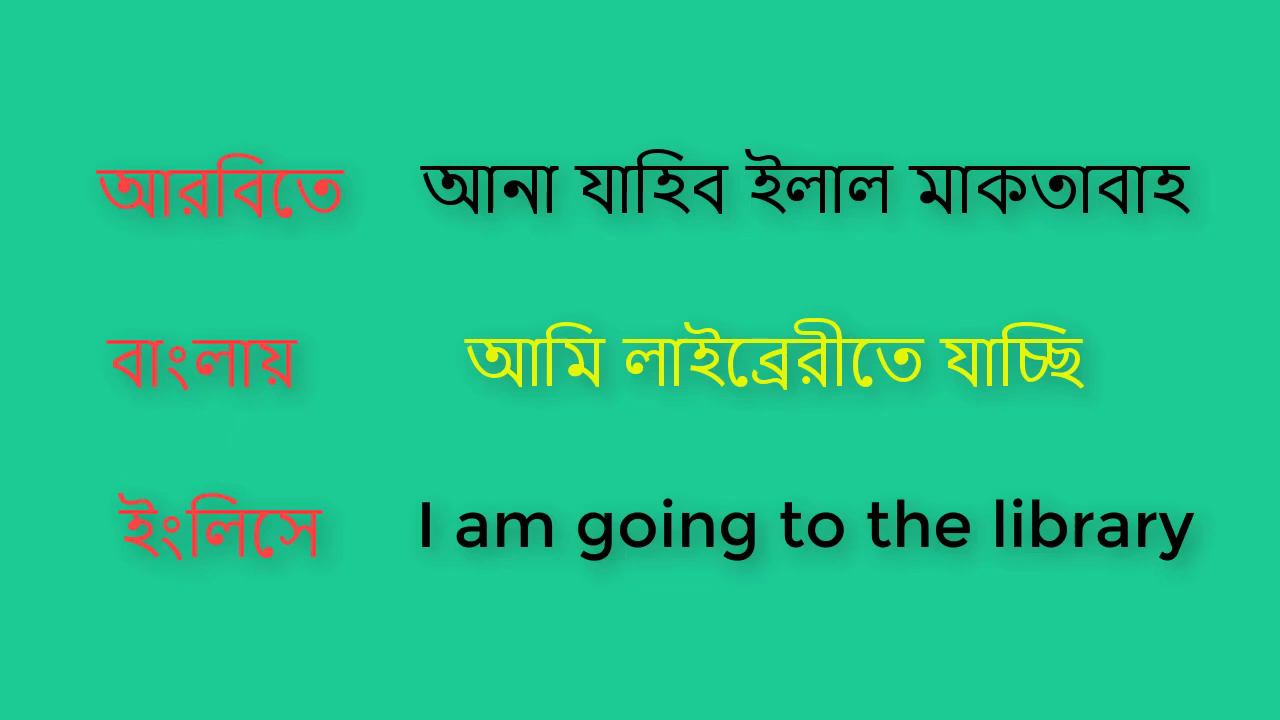 আরবিতে আনা যাহিব ইলাল মাকতাবাহ
বাংলায় আমি লাইব্রেরীতে যাচ্ছি
ইংলিসে I am going to the library